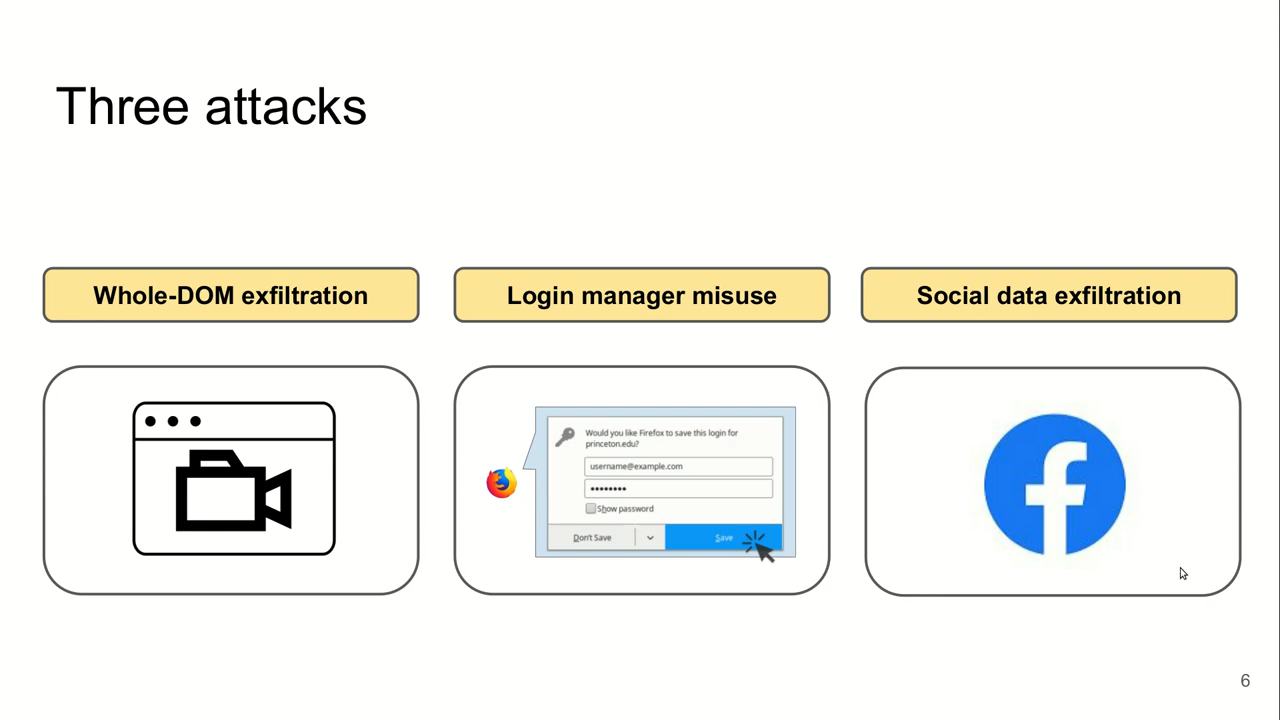 Three attacks
Whole-DOM exfiltration
Login manager misuse
Social data exfiltration
Would you like Firefox to save this login for
princeton.edu?
username@example.com
••••••••
Show password
Don't Save
Save
6